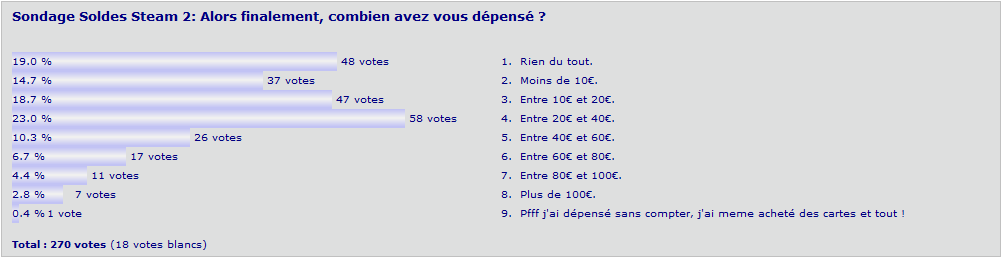 Sondage Soldes Steam 2: Alors finalement, combien avez vous dépensé ?
19.0 % 48 votes 1. Rien du tout.
14.7 % 37 votes 2. Moins de 10€.
18.7 % 47 votes 3. Entre 10€ et 20€.
23.0 % 58 votes 4. Entre 20€ et 40€.
10.3 % 26 votes 5. Entre 40€ et 60€.
6.7 % 17 votes 6. Entre 60€ et 80€.
4.4 % 11 votes 7. Entre 80€ et 100€.
2.8 % 7 votes 8. Plus de 100€.
0.4 % 1 vote 9. Pfff j'ai dépensé sans compter, j'ai meme acheté des cartes et tout !
Total : 270 votes (18 votes blancs)